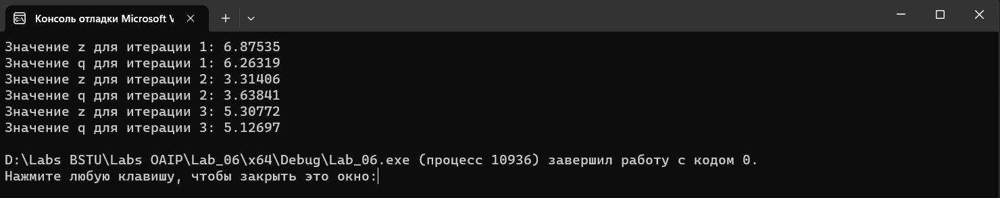 Консоль отладки Microsoft V
Значение z для итерации 1: 6.87535
Значение q для итерации 1: 6.26319
Значение z для итерации 2: 3.31406
Значение q для итерации 2: 3.63841
Значение z для итерации 3: 5.30772
Значение q для итерации 3: 5.12697
D:\Labs BSTU\Labs OAIP\Lab_06\x64\Debug\Lab_06.exe (процесс 10936) завершил работу с кодом 0.
Нажмите любую клавишу, чтобы закрыть это окно: